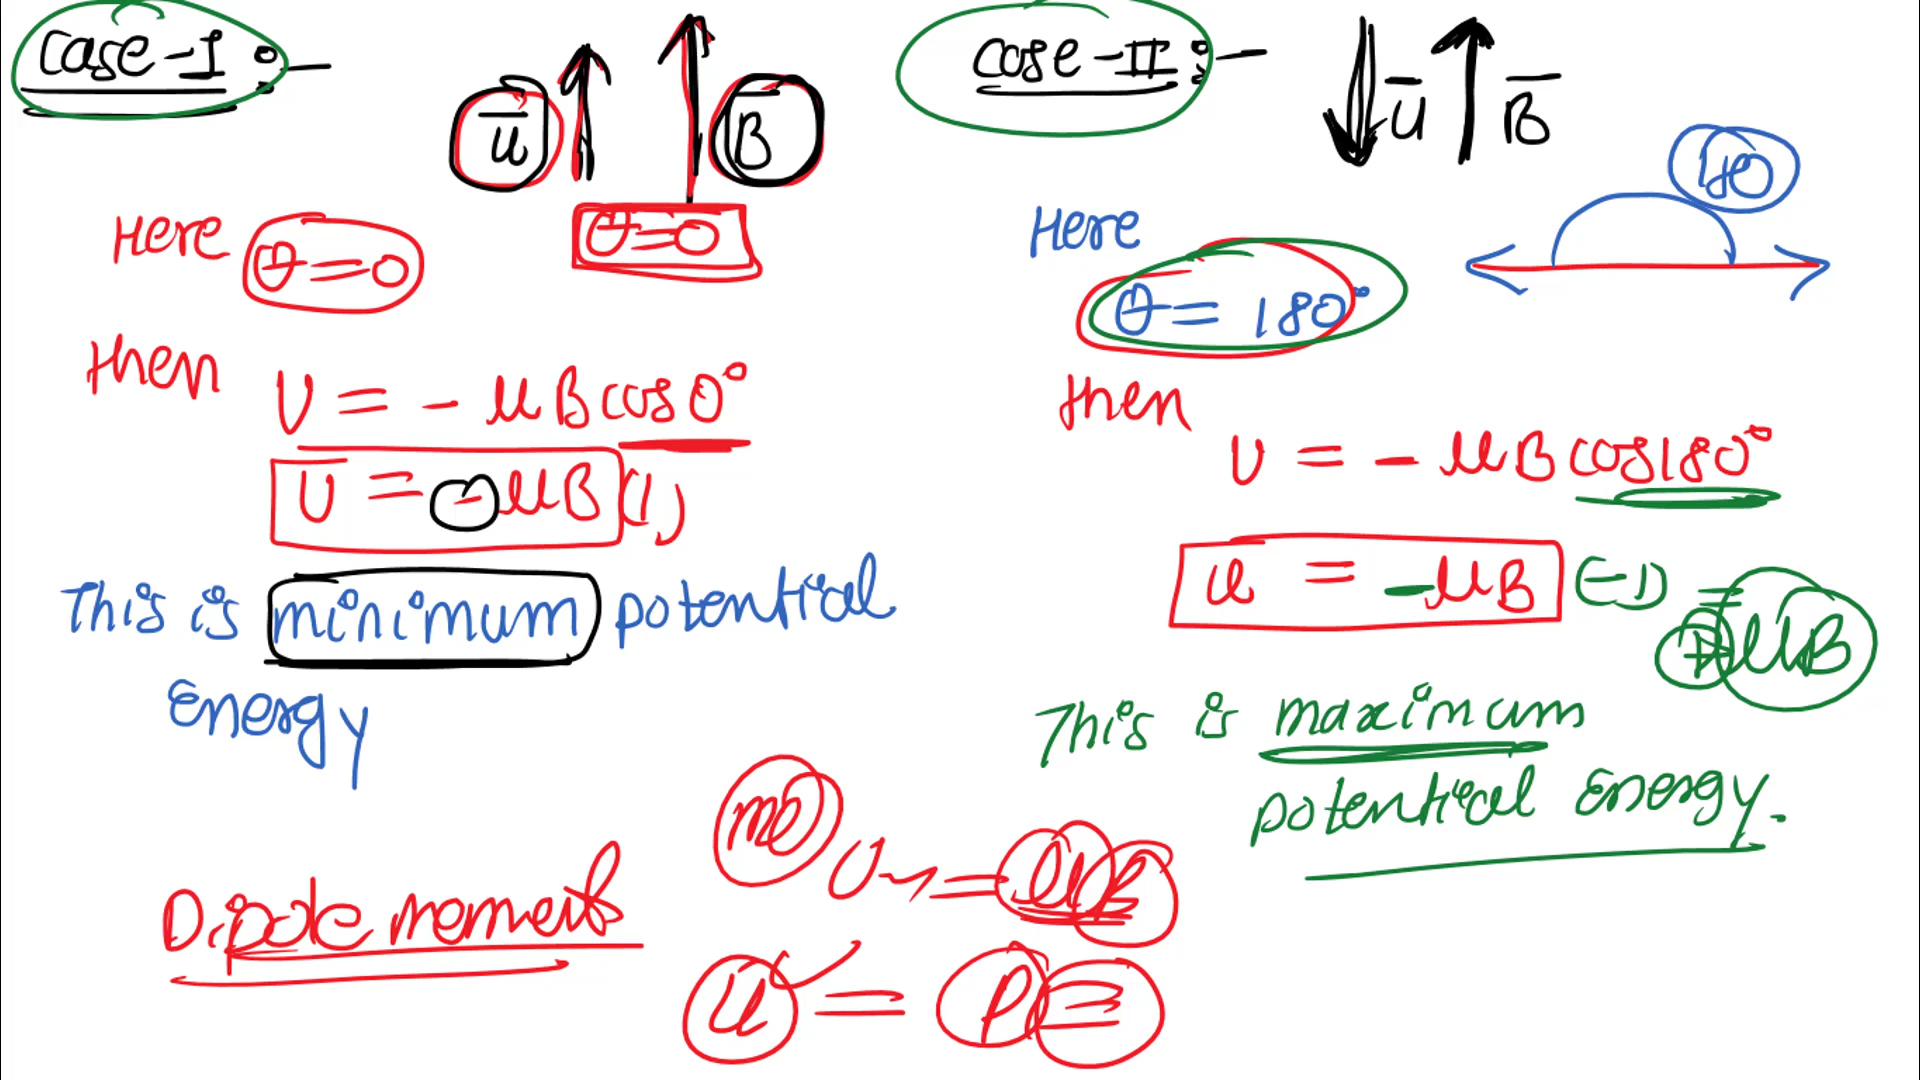 case-I :-
ū
B̄
θ=0
Here θ=0
then
U = - μBcos0°
U = -μB (1)
This is minimum potential
Energy
Dipole moment
case-II :-
ū
B̄
180
Here
θ= 180°
then
U = - μBcos180°
u = -μB (-1) = +μB
This is maximum
potential Energy.
U =
u = PE